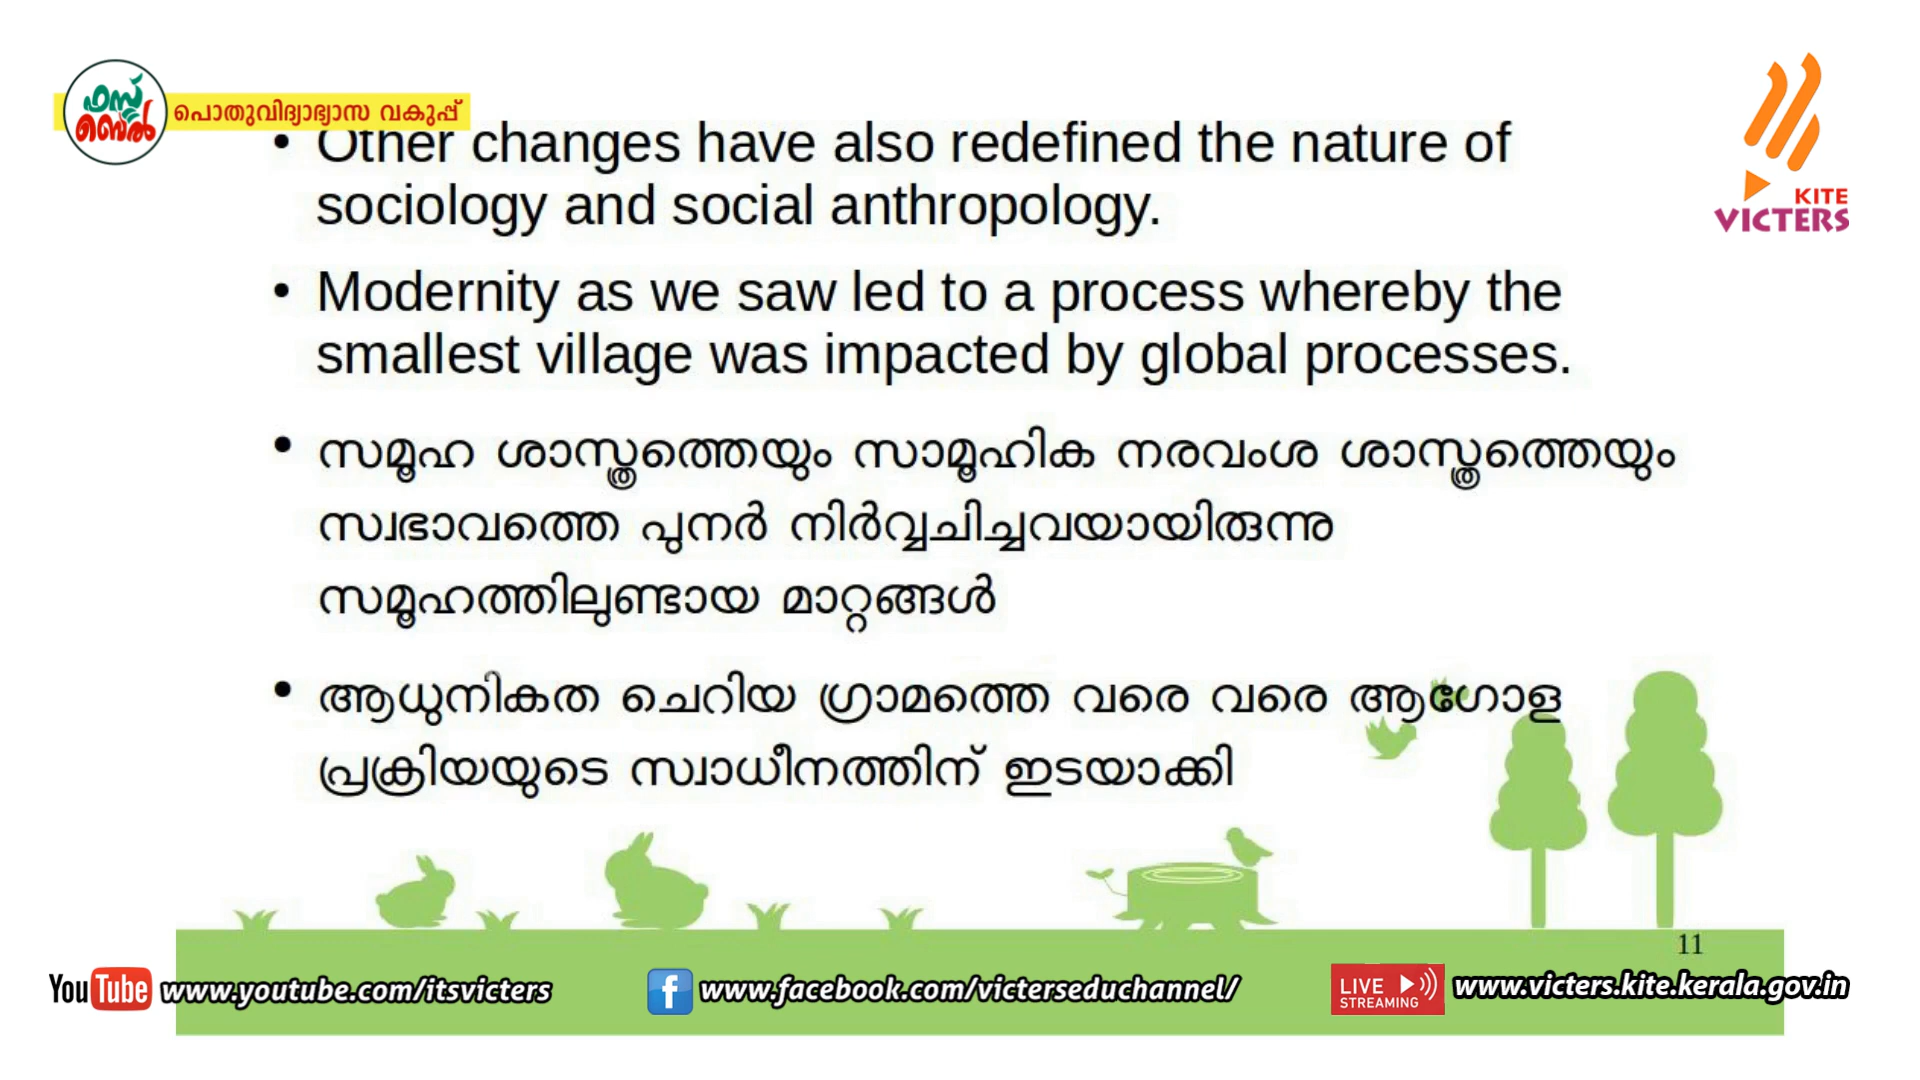 ഫസ്റ്റ്
ബെൽ
പൊതുവിദ്യാഭ്യാസ വകുപ്പ്
KITE
VICTERS
• Other changes have also redefined the nature of
sociology and social anthropology.
• Modernity as we saw led to a process whereby the
smallest village was impacted by global processes.
• സമൂഹ ശാസ്ത്രത്തെയും സാമൂഹിക നരവംശ ശാസ്ത്രത്തെയും
സ്വഭാവത്തെ പുനർ നിർവ്വചിച്ചവയായിരുന്നു
സമൂഹത്തിലുണ്ടായ മാറ്റങ്ങൾ
• ആധുനികത ചെറിയ ഗ്രാമത്തെ വരെ വരെ ആഗോള
പ്രക്രിയയുടെ സ്വാധീനത്തിന് ഇടയാക്കി
11
YouTube www.youtube.com/itsvicters
f www.facebook.com/victerseduchannel/
LIVE STREAMING www.victers.kite.kerala.gov.in